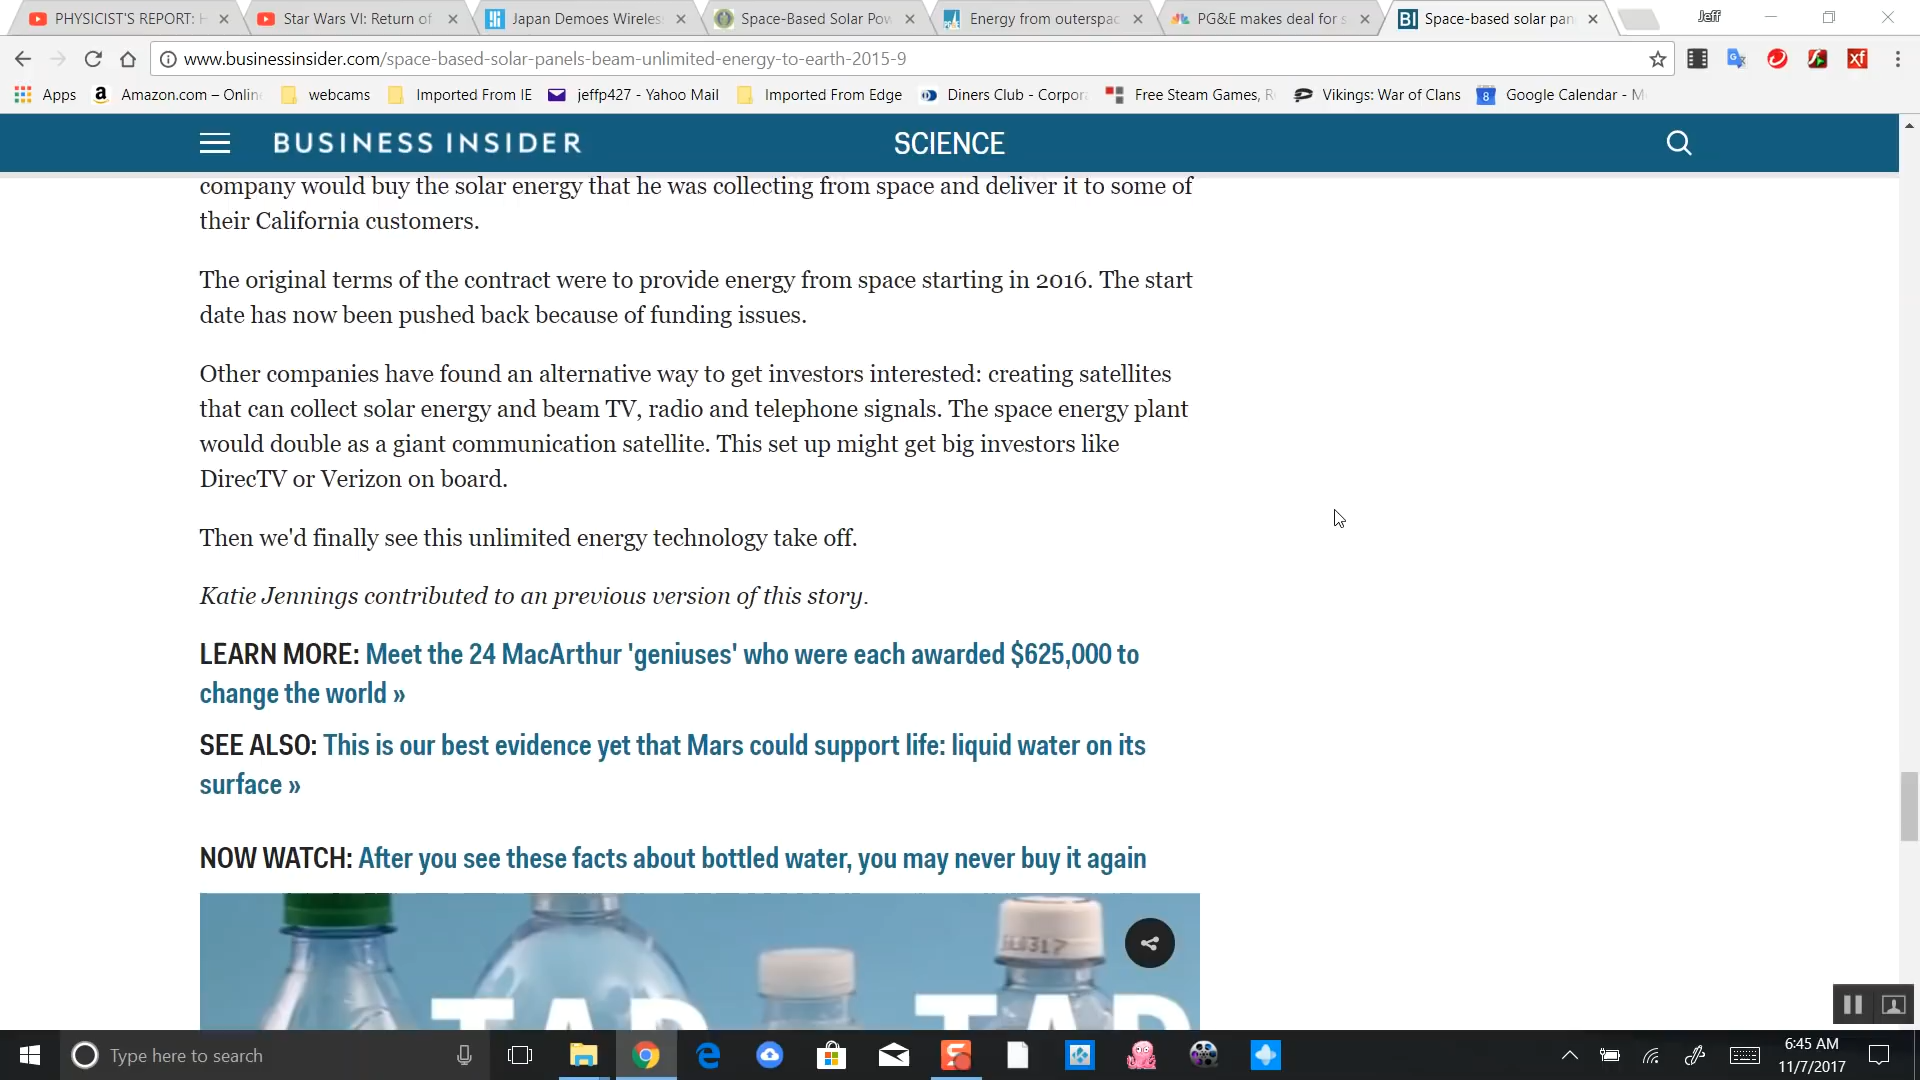 PHYSICIST'S REPORT: H
Star Wars VI: Return of
Japan Demoes Wireles
Space-Based Solar Pow
Energy from outerspac
PG&E makes deal for s
BI Space-based solar pan
Jeff
www.businessinsider.com/space-based-solar-panels-beam-unlimited-energy-to-earth-2015-9
Apps
Amazon.com – Onlin
webcams
Imported From IE
jeffp427 - Yahoo Mail
Imported From Edge
Diners Club - Corpor
Free Steam Games, R
Vikings: War of Clans
8 Google Calendar - M
BUSINESS INSIDER
SCIENCE
company would buy the solar energy that he was collecting from space and deliver it to some of
their California customers.
The original terms of the contract were to provide energy from space starting in 2016. The start
date has now been pushed back because of funding issues.
Other companies have found an alternative way to get investors interested: creating satellites
that can collect solar energy and beam TV, radio and telephone signals. The space energy plant
would double as a giant communication satellite. This set up might get big investors like
DirecTV or Verizon on board.
Then we'd finally see this unlimited energy technology take off.
Katie Jennings contributed to an previous version of this story.
LEARN MORE: Meet the 24 MacArthur 'geniuses' who were each awarded $625,000 to
change the world »
SEE ALSO: This is our best evidence yet that Mars could support life: liquid water on its
surface »
NOW WATCH: After you see these facts about bottled water, you may never buy it again
TAP
TAP
Type here to search
6:45 AM
11/7/2017